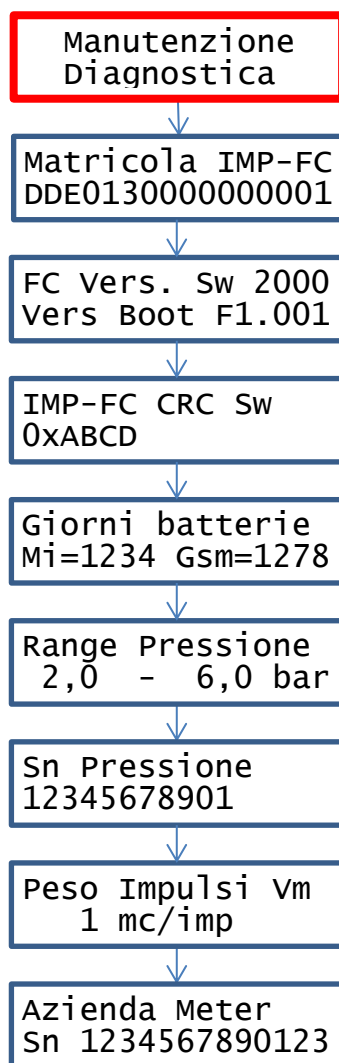 Manutenzione
Diagnostica
Matricola IMP-FC
DDE0130000000001
FC Vers. Sw 2000
Vers Boot F1.001
IMP-FC CRC Sw
0xABCD
Giorni batterie
Mi=1234 Gsm=1278
Range Pressione
2,0 - 6,0 bar
Sn Pressione
12345678901
Peso Impulsi Vm
1 mc/imp
Azienda Meter
Sn 1234567890123